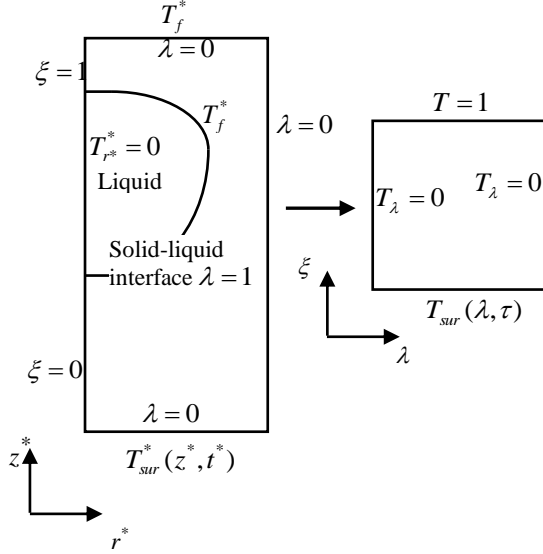 T_f^*
λ = 0
ξ = 1
T_f^*
λ = 0
T = 1
T_{r^*}^* = 0
Liquid
T_λ = 0
T_λ = 0
Solid-liquid
interface λ = 1
ξ
T_{sur}(λ, τ)
λ
ξ = 0
λ = 0
T_{sur}^*(z^*, t^*)
z^*
r^*